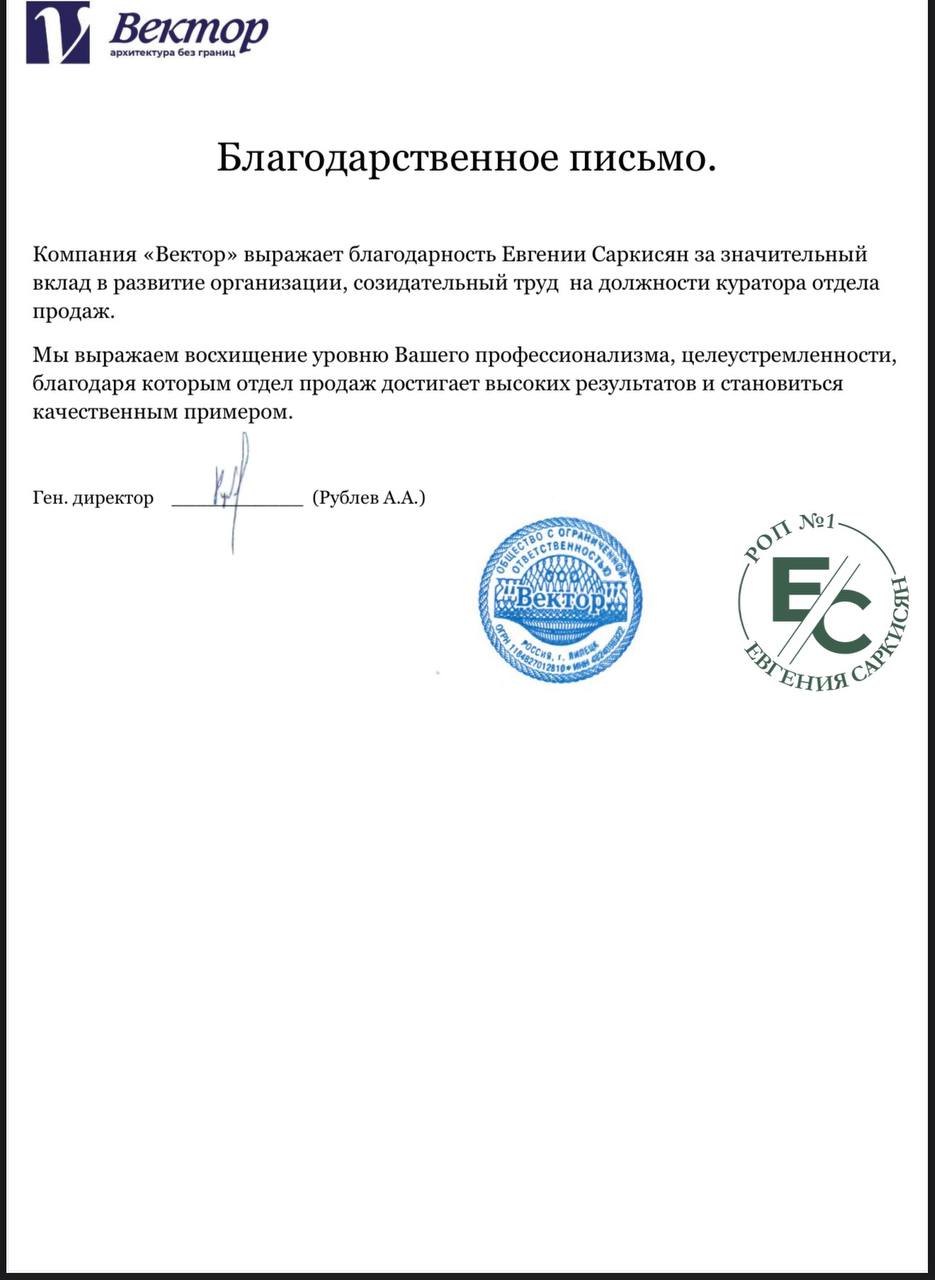 Вектор
архитектура без границ
Благодарственное письмо.
Компания «Вектор» выражает благодарность Евгении Саркисян за значительный
вклад в развитие организации, созидательный труд  на должности куратора отдела
продаж.
Мы выражаем восхищение уровню Вашего профессионализма, целеустремленности,
благодаря которым отдел продаж достигает высоких результатов и становиться
качественным примером.
Ген. директор ______________ (Рублев А.А.)
ОБЩЕСТВО С ОГРАНИЧЕННОЙ
ОТВЕТСТВЕННОСТЬЮ
ООО
"Вектор"
РОССИЯ, г. ЛИПЕЦК
ОГРН ИНН
РОП №1
Е/С
ЕВГЕНИЯ САРКИСЯН